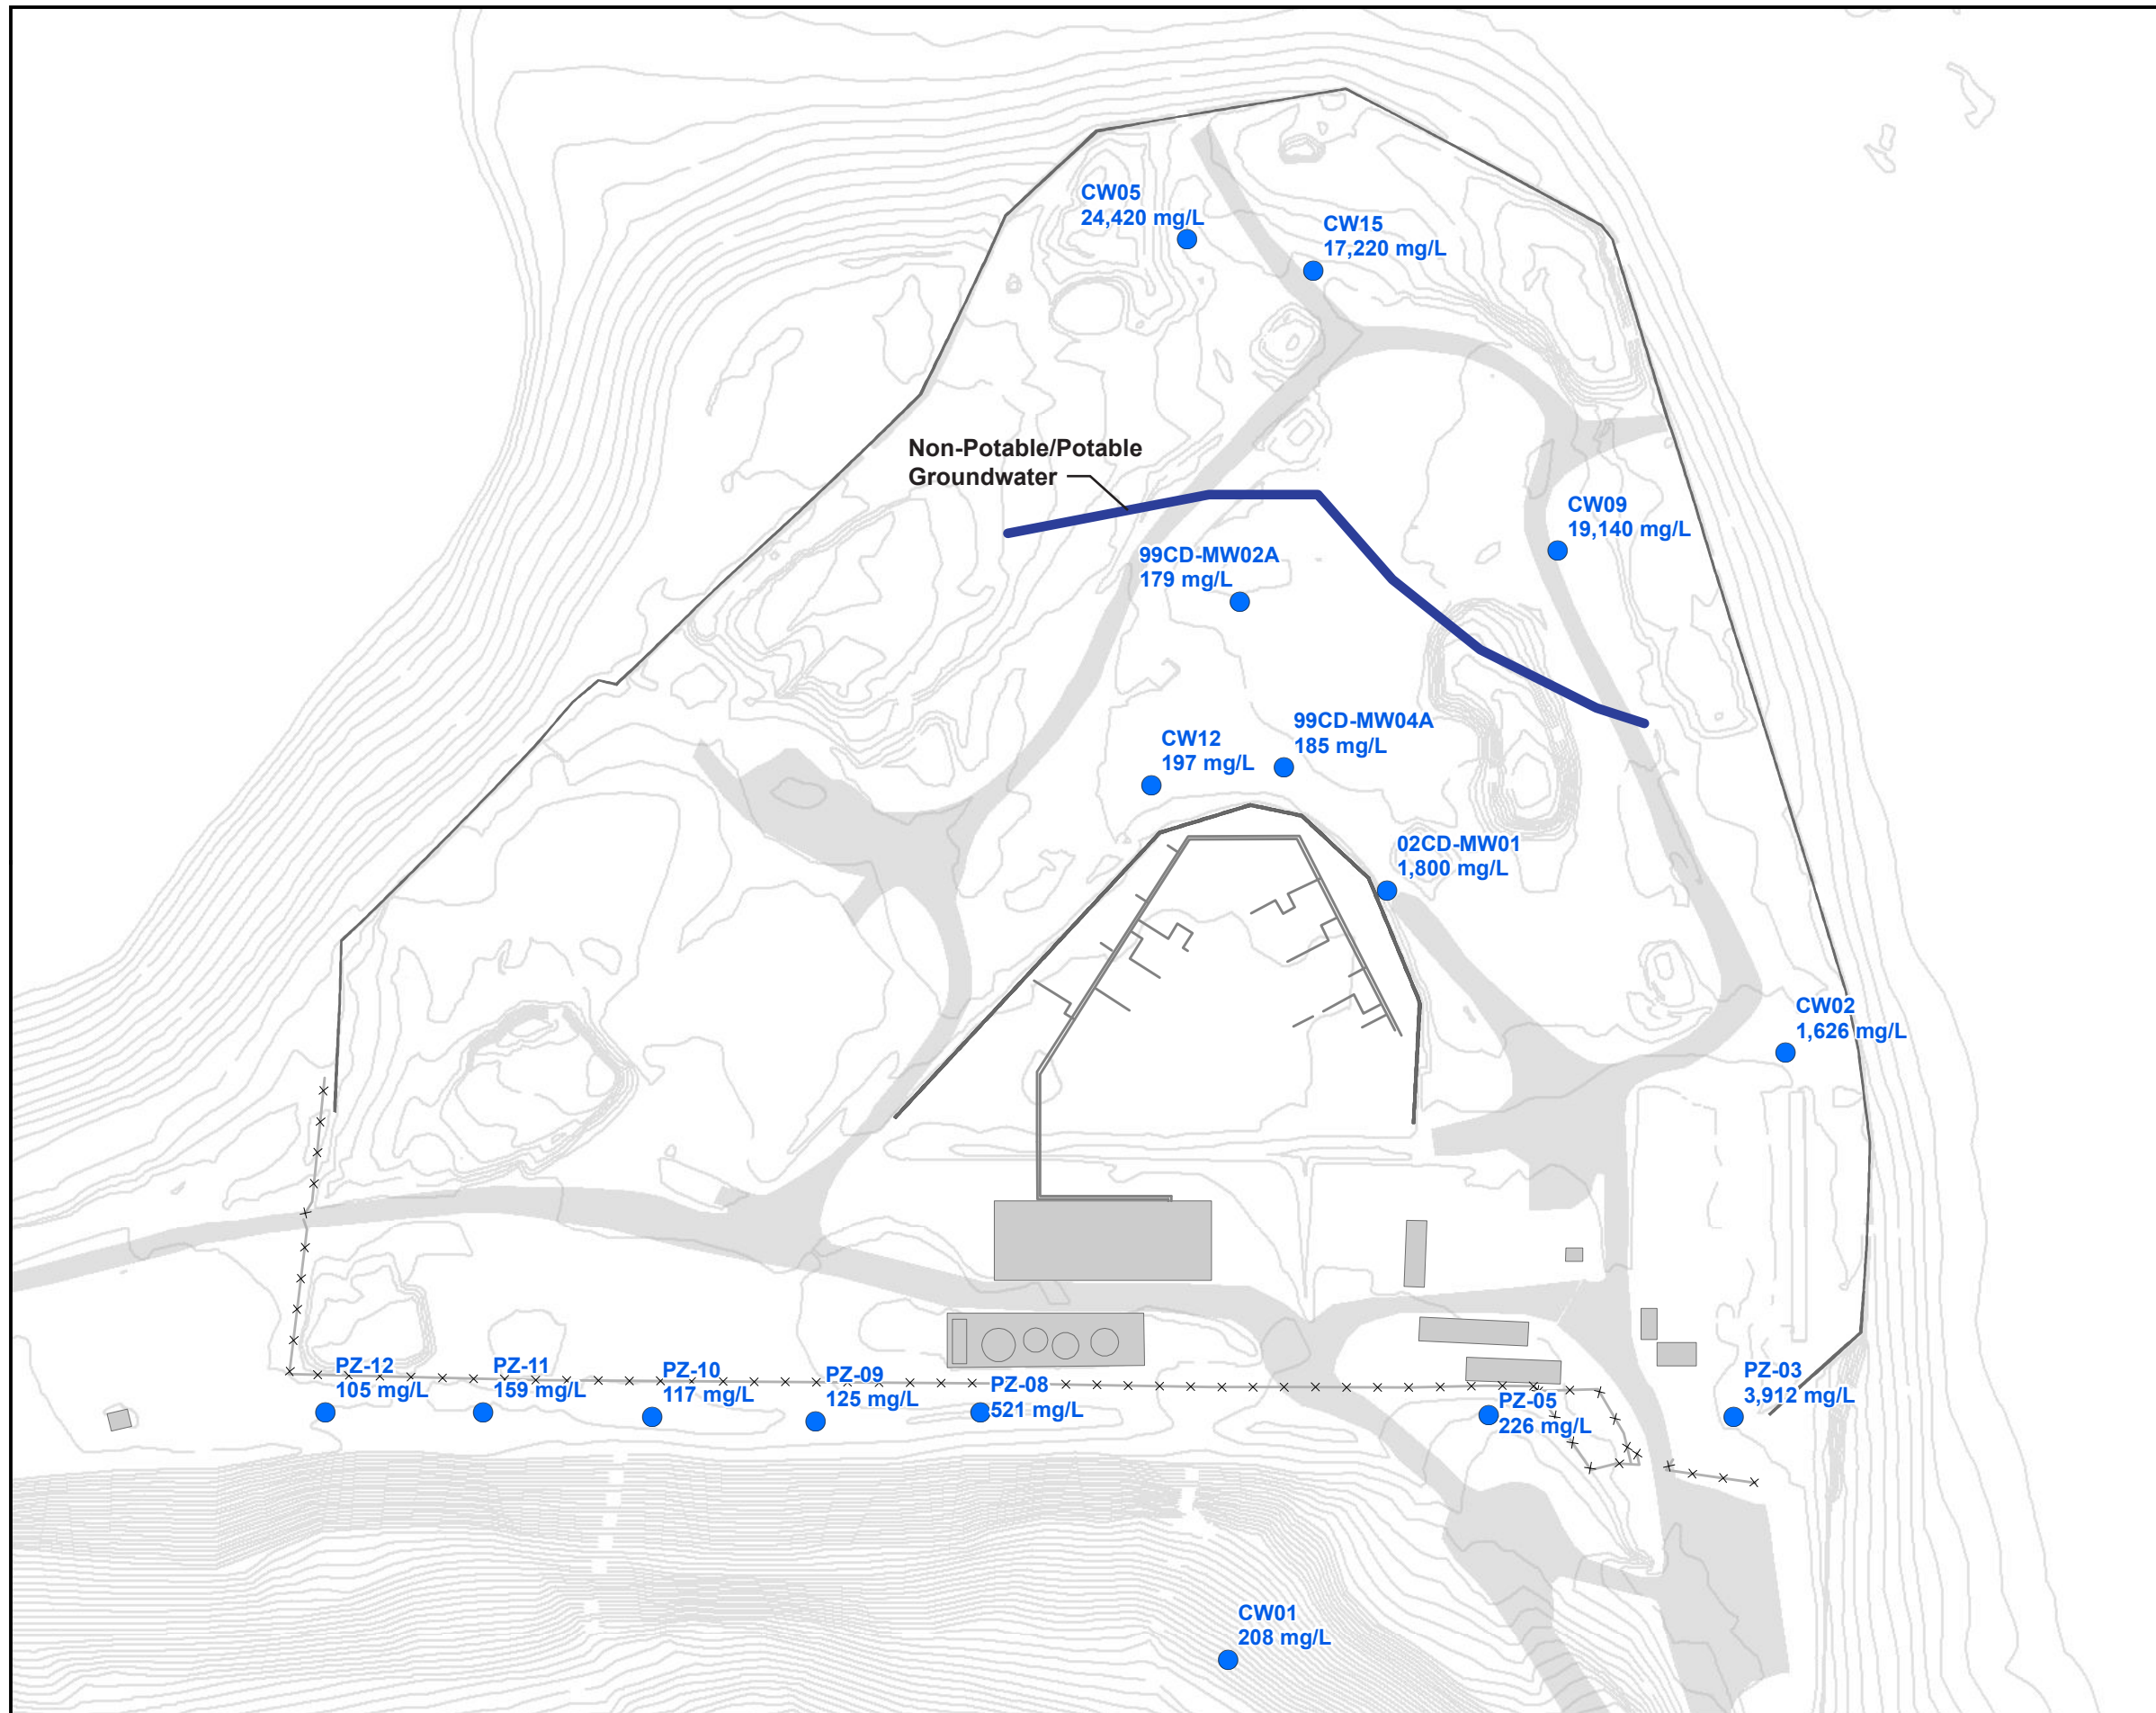 CW05
24,420 mg/L
CW15
17,220 mg/L
Non-Potable/Potable
Groundwater
CW09
19,140 mg/L
99CD-MW02A
179 mg/L
99CD-MW04A
185 mg/L
CW12
197 mg/L
02CD-MW01
1,800 mg/L
CW02
1,626 mg/L
PZ-12
105 mg/L
PZ-11
159 mg/L
PZ-10
117 mg/L
PZ-09
125 mg/L
PZ-08
521 mg/L
PZ-05
226 mg/L
PZ-03
3,912 mg/L
CW01
208 mg/L